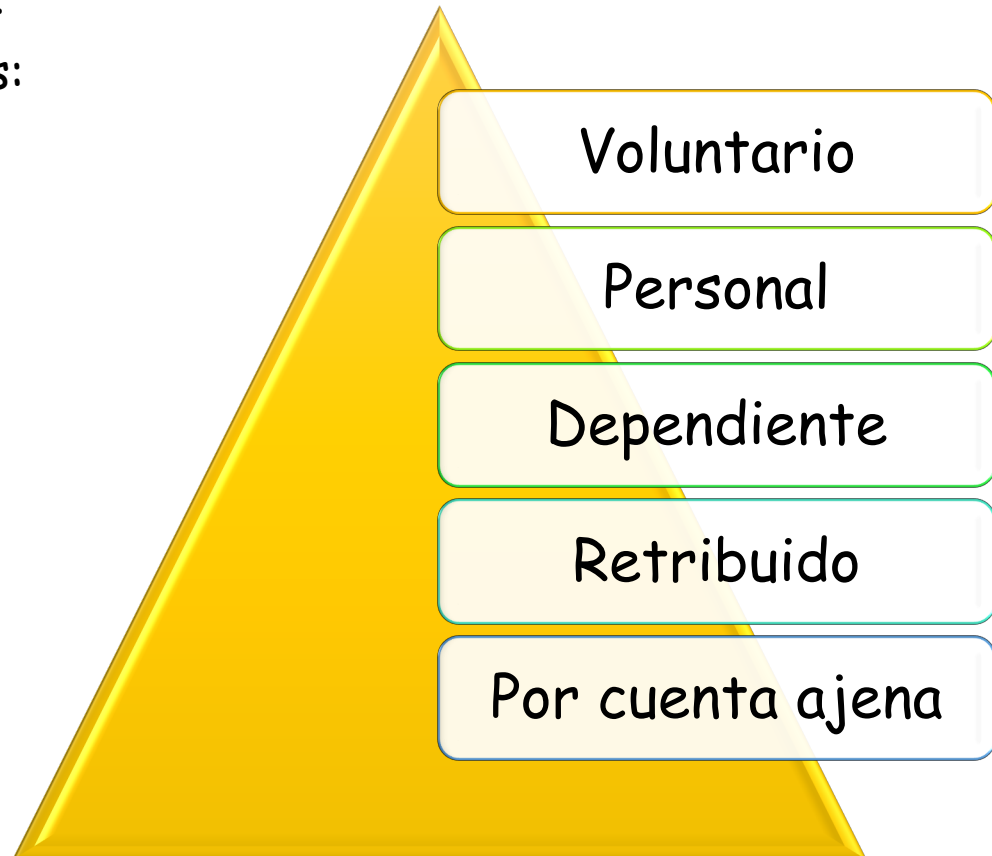 Voluntario
Personal
Dependiente
Retribuido
Por cuenta ajena